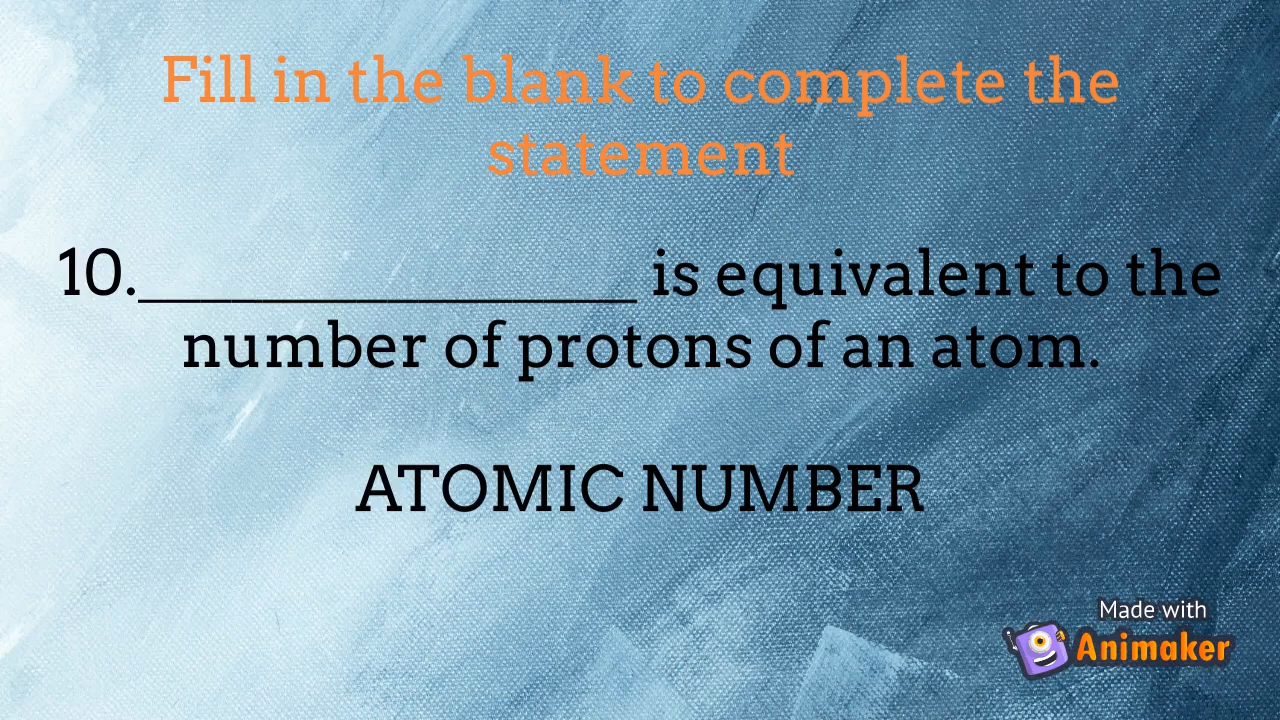 Fill in the blank to complete the
statement
10.________________ is equivalent to the
number of protons of an atom.
ATOMIC NUMBER
Made with
Animaker